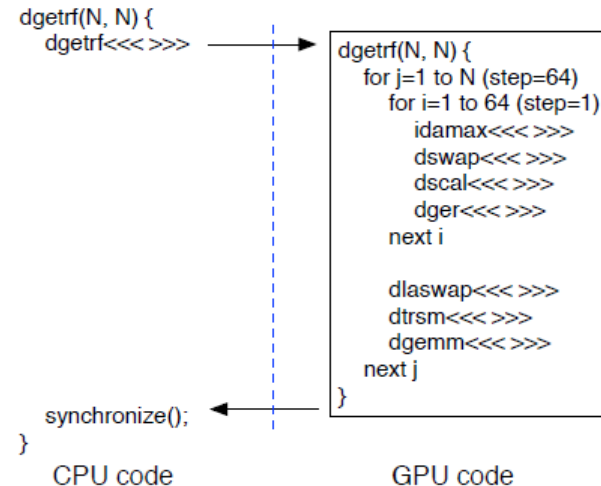 dgetrf(N, N) {
dgetrf<<< >>>
synchronize();
}
CPU code
dgetrf(N, N) {
for j=1 to N (step=64)
for i=1 to 64 (step=1)
idamax<<< >>>
dswap<<< >>>
dscal<<< >>>
dger<<< >>>
next i
dlaswap<<< >>>
dtrsm<<< >>>
dgemm<<< >>>
next j
}
GPU code